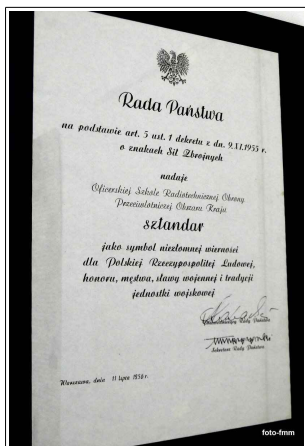 Rada Państwa
na podstawie art. 5 ust. 1 dekretu z dn. 9.XI.1955 r.
o znakach Sił Zbrojnych
nadaje
Oficerskiej Szkole Radiotechnicznej Obrony
Przeciwlotniczej Obszaru Kraju
sztandar
jako symbol niezłomnej wierności
dla Polskiej Rzeczypospolitej Ludowej,
honoru, męstwa, sławy wojennej i tradycji
jednostki wojskowej
Przewodniczący Rady Państwa
Sekretarz Rady Państwa
Warszawa, dnia 11 lipca 1956 r.
foto-fmm